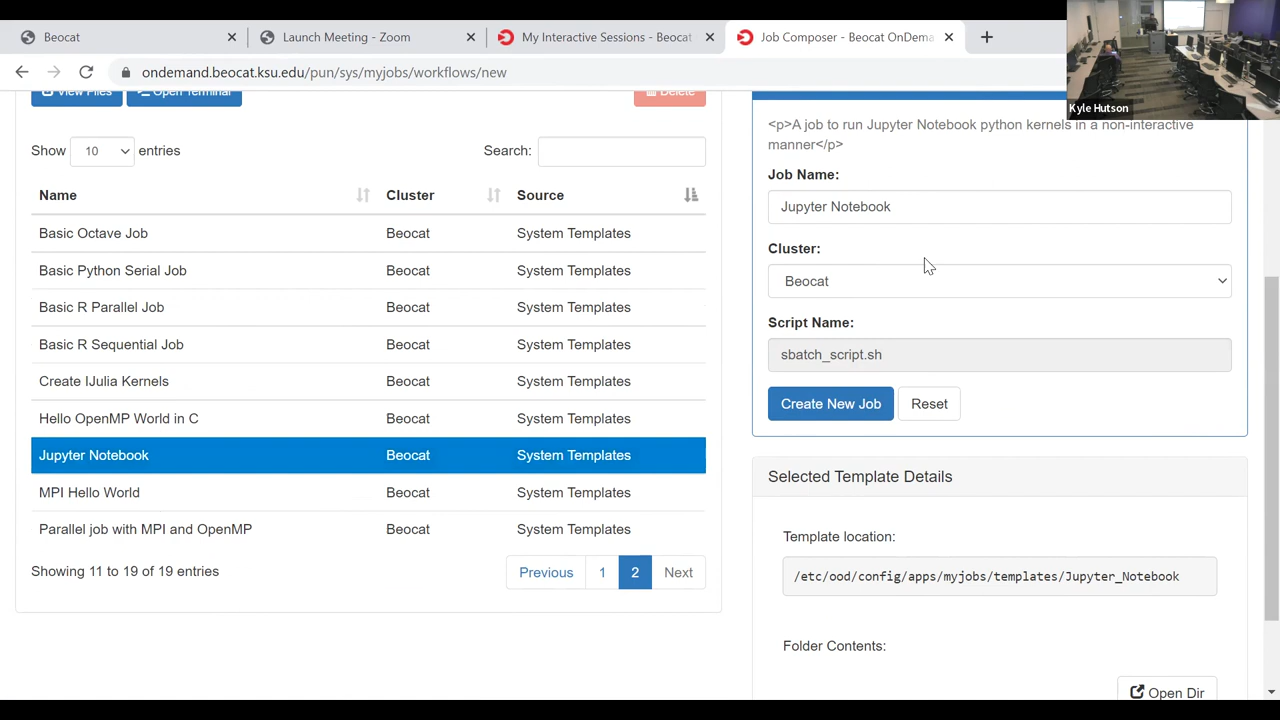 Beocat
Launch Meeting - Zoom
My Interactive Sessions - Beocat
Job Composer - Beocat OnDema
ondemand.beocat.ksu.edu/pun/sys/myjobs/workflows/new
Kyle Hutson
View Files
Open Terminal
Delete
Show 10 entries
Search:
Name Cluster Source
Basic Octave Job Beocat System Templates
Basic Python Serial Job Beocat System Templates
Basic R Parallel Job Beocat System Templates
Basic R Sequential Job Beocat System Templates
Create IJulia Kernels Beocat System Templates
Hello OpenMP World in C Beocat System Templates
Jupyter Notebook Beocat System Templates
MPI Hello World Beocat System Templates
Parallel job with MPI and OpenMP Beocat System Templates
Showing 11 to 19 of 19 entries
Previous 1 2 Next
<p>A job to run Jupyter Notebook python kernels in a non-interactive
manner</p>
Job Name:
Jupyter Notebook
Cluster:
Beocat
Script Name:
sbatch_script.sh
Create New Job Reset
Selected Template Details
Template location:
/etc/ood/config/apps/myjobs/templates/Jupyter_Notebook
Folder Contents:
Open Dir